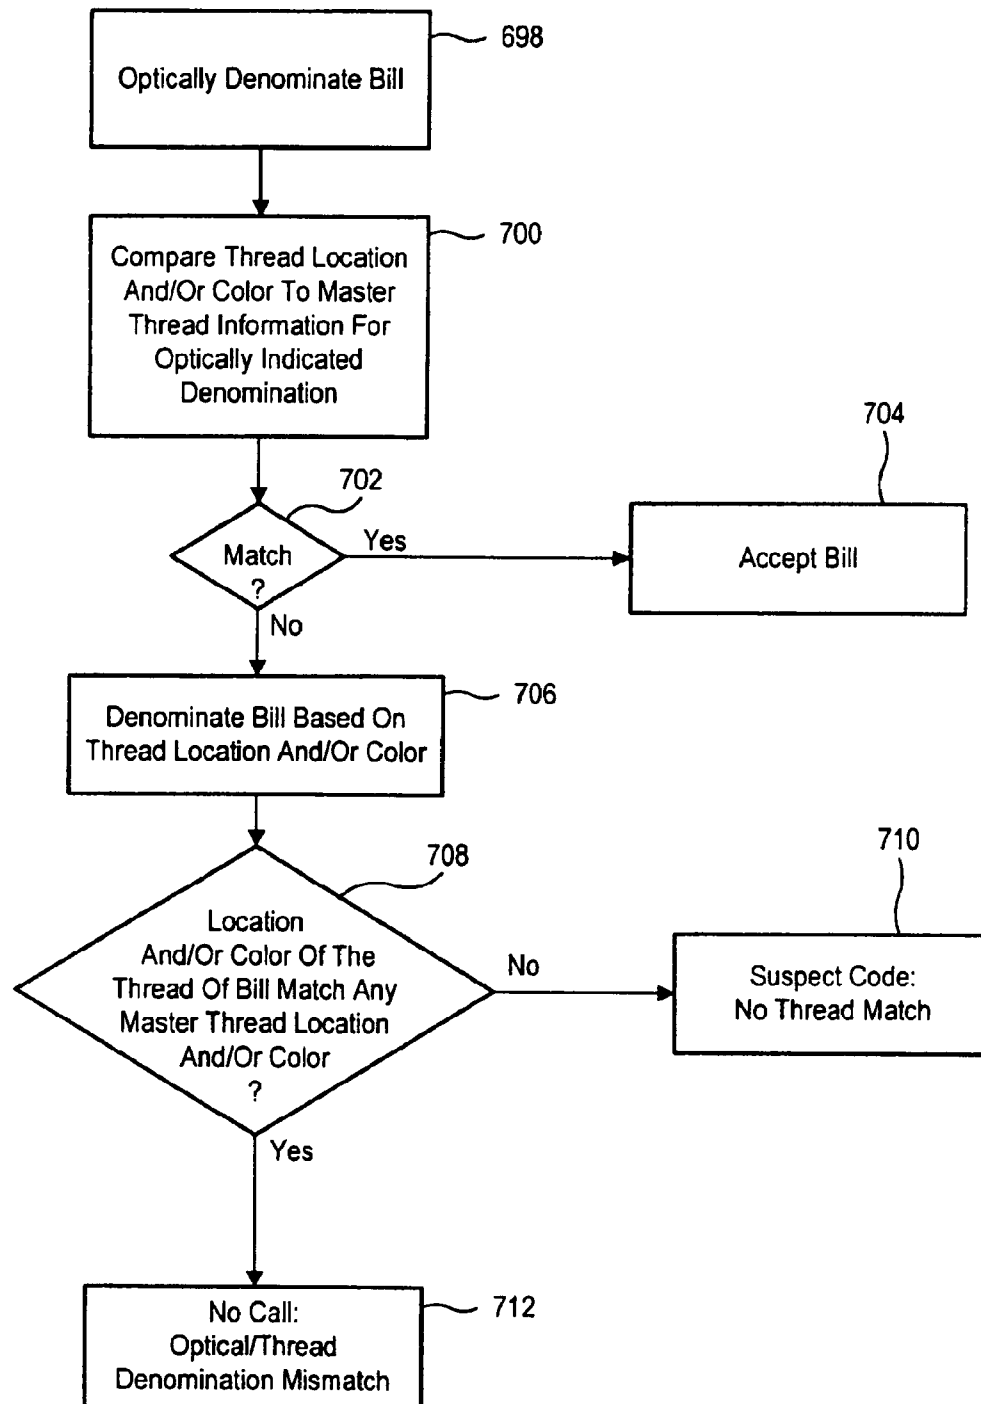 698
Optically Denominate Bill
700
Compare Thread Location
And/Or Color To Master
Thread Information For
Optically Indicated
Denomination
704
702
Match
?
Yes
Accept Bill
No
706
Denominate Bill Based On
Thread Location And/Or Color
708
710
Location
And/Or Color Of The
Thread Of Bill Match Any
Master Thread Location
And/Or Color
?
No
Suspect Code:
No Thread Match
Yes
712
No Call:
Optical/Thread
Denomination Mismatch